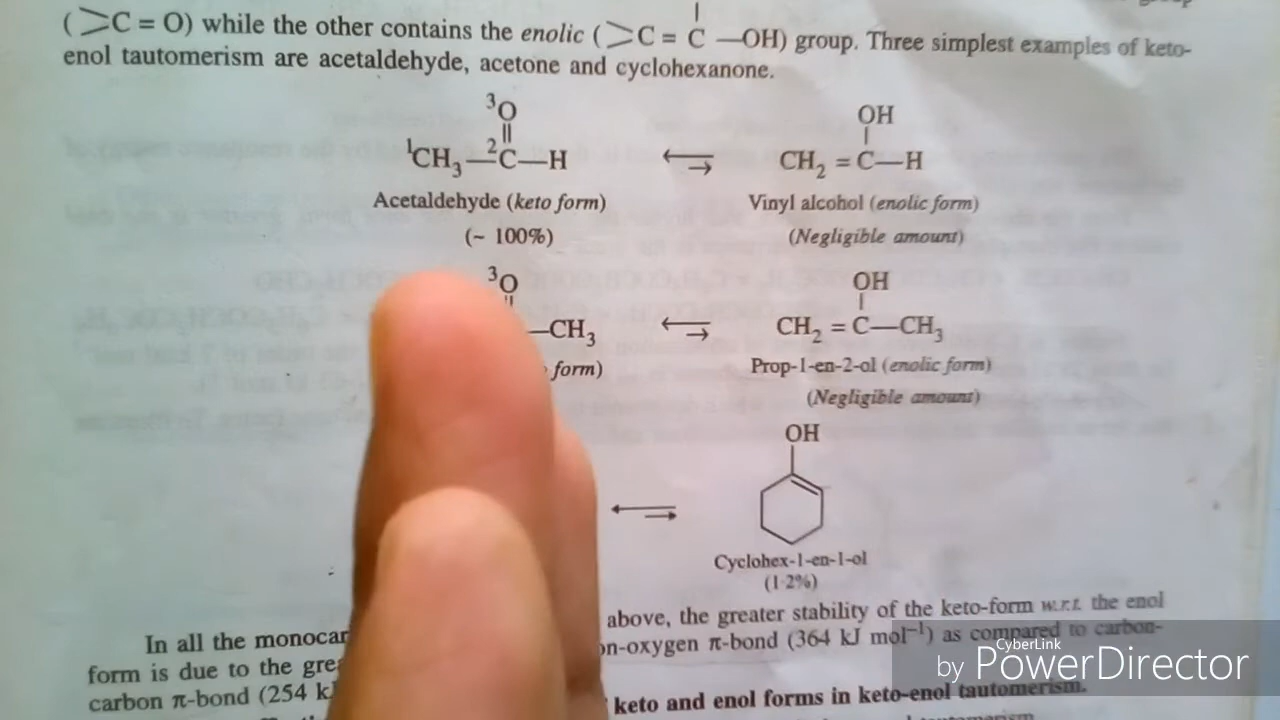 (>C = O) while the other contains the enolic (>C = C —OH) group. Three simplest examples of keto-
enol tautomerism are acetaldehyde, acetone and cyclohexanone.
3O OH
1CH3—2C—H CH2 = C—H
Acetaldehyde (keto form) Vinyl alcohol (enolic form)
(~ 100%) (Negligible amount)
3O OH
—CH3 CH2 = C—CH3
form) Prop-1-en-2-ol (enolic form)
(Negligible amount)
OH
Cyclohex-1-en-1-ol
(1·2%)
above, the greater stability of the keto-form w.r.t. the enol
In all the
form is due to the -oxygen π-bond (364 kJ mol⁻¹) as compared to carbon-
carbon π-bond (254
keto and enol forms in keto-enol tautomerism.
CyberLink
by PowerDirector